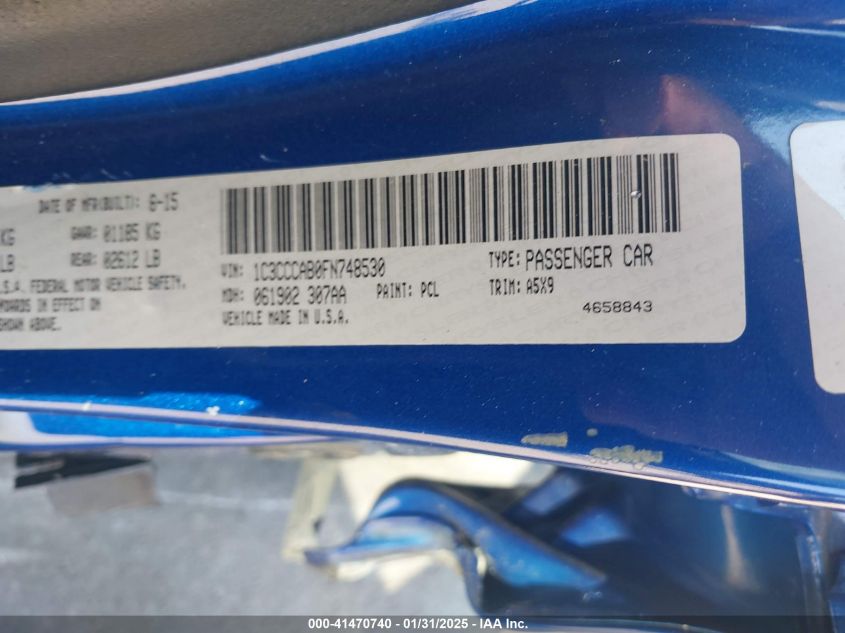 DATE OF MFR(BUILT): 6-15
KG GAWR: 01185 KG
LB REAR: 02612 LB
VIN: 1C3CCCAB0FN748530 TYPE: PASSENGER CAR
MDH: 061902 307AA PAINT: PCL TRIM: A5X9
VEHICLE MADE IN U.S.A. 4658843
S.A. FEDERAL MOTOR VEHICLE SAFETY,
NDARDS IN EFFECT ON
SHOWN ABOVE.
000-41470740 - 01/31/2025 - IAA Inc.